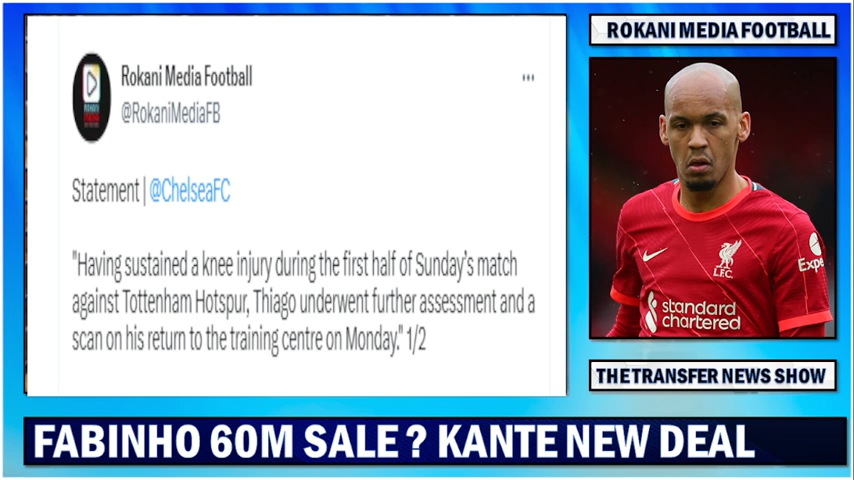 Rokani Media Football
@RokaniMediaFB
Statement | @ChelseaFC
"Having sustained a knee injury during the first half of Sunday's match
against Tottenham Hotspur, Thiago underwent further assessment and a
scan on his return to the training centre on Monday." 1/2
ROKANI MEDIA FOOTBALL
L.F.C.
Expe
standard
chartered
THE TRANSFER NEWS SHOW
FABINHO 60M SALE ? KANTE NEW DEAL